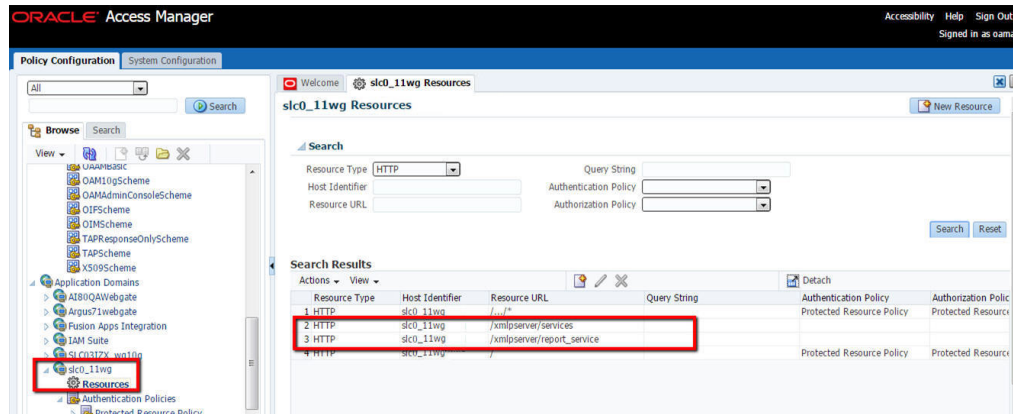 ORACLE Access Manager
Accessibility Help Sign Out
Signed in as oama
Policy Configuration System Configuration
All
Search
Browse Search
View
UAAMBasic
OAM10gScheme
OAMAdminConsoleScheme
OIFScheme
OIMScheme
TAPResponseOnlyScheme
TAPScheme
X509Scheme
Application Domains
AI80QAWebgate
Argus71webgate
Fusion Apps Integration
IAM Suite
SLC03IZX_wg10g
slc0_11wg
Resources
Authentication Policies
Protected Resource Policy
Welcome slc0_11wg Resources
slc0_11wg Resources New Resource
Search
Resource Type HTTP Query String
Host Identifier Authentication Policy
Resource URL Authorization Policy
Search Reset
Search Results
Actions View Detach
Resource Type Host Identifier Resource URL Query String Authentication Policy Authorization Polic
1 HTTP slc0_11wg /.../* Protected Resource Policy Protected Resource
2 HTTP slc0_11wg /xmlpserver/services
3 HTTP slc0_11wg /xmlpserver/report_service
4 HTTP slc0_11wg / Protected Resource Policy Protected Resource